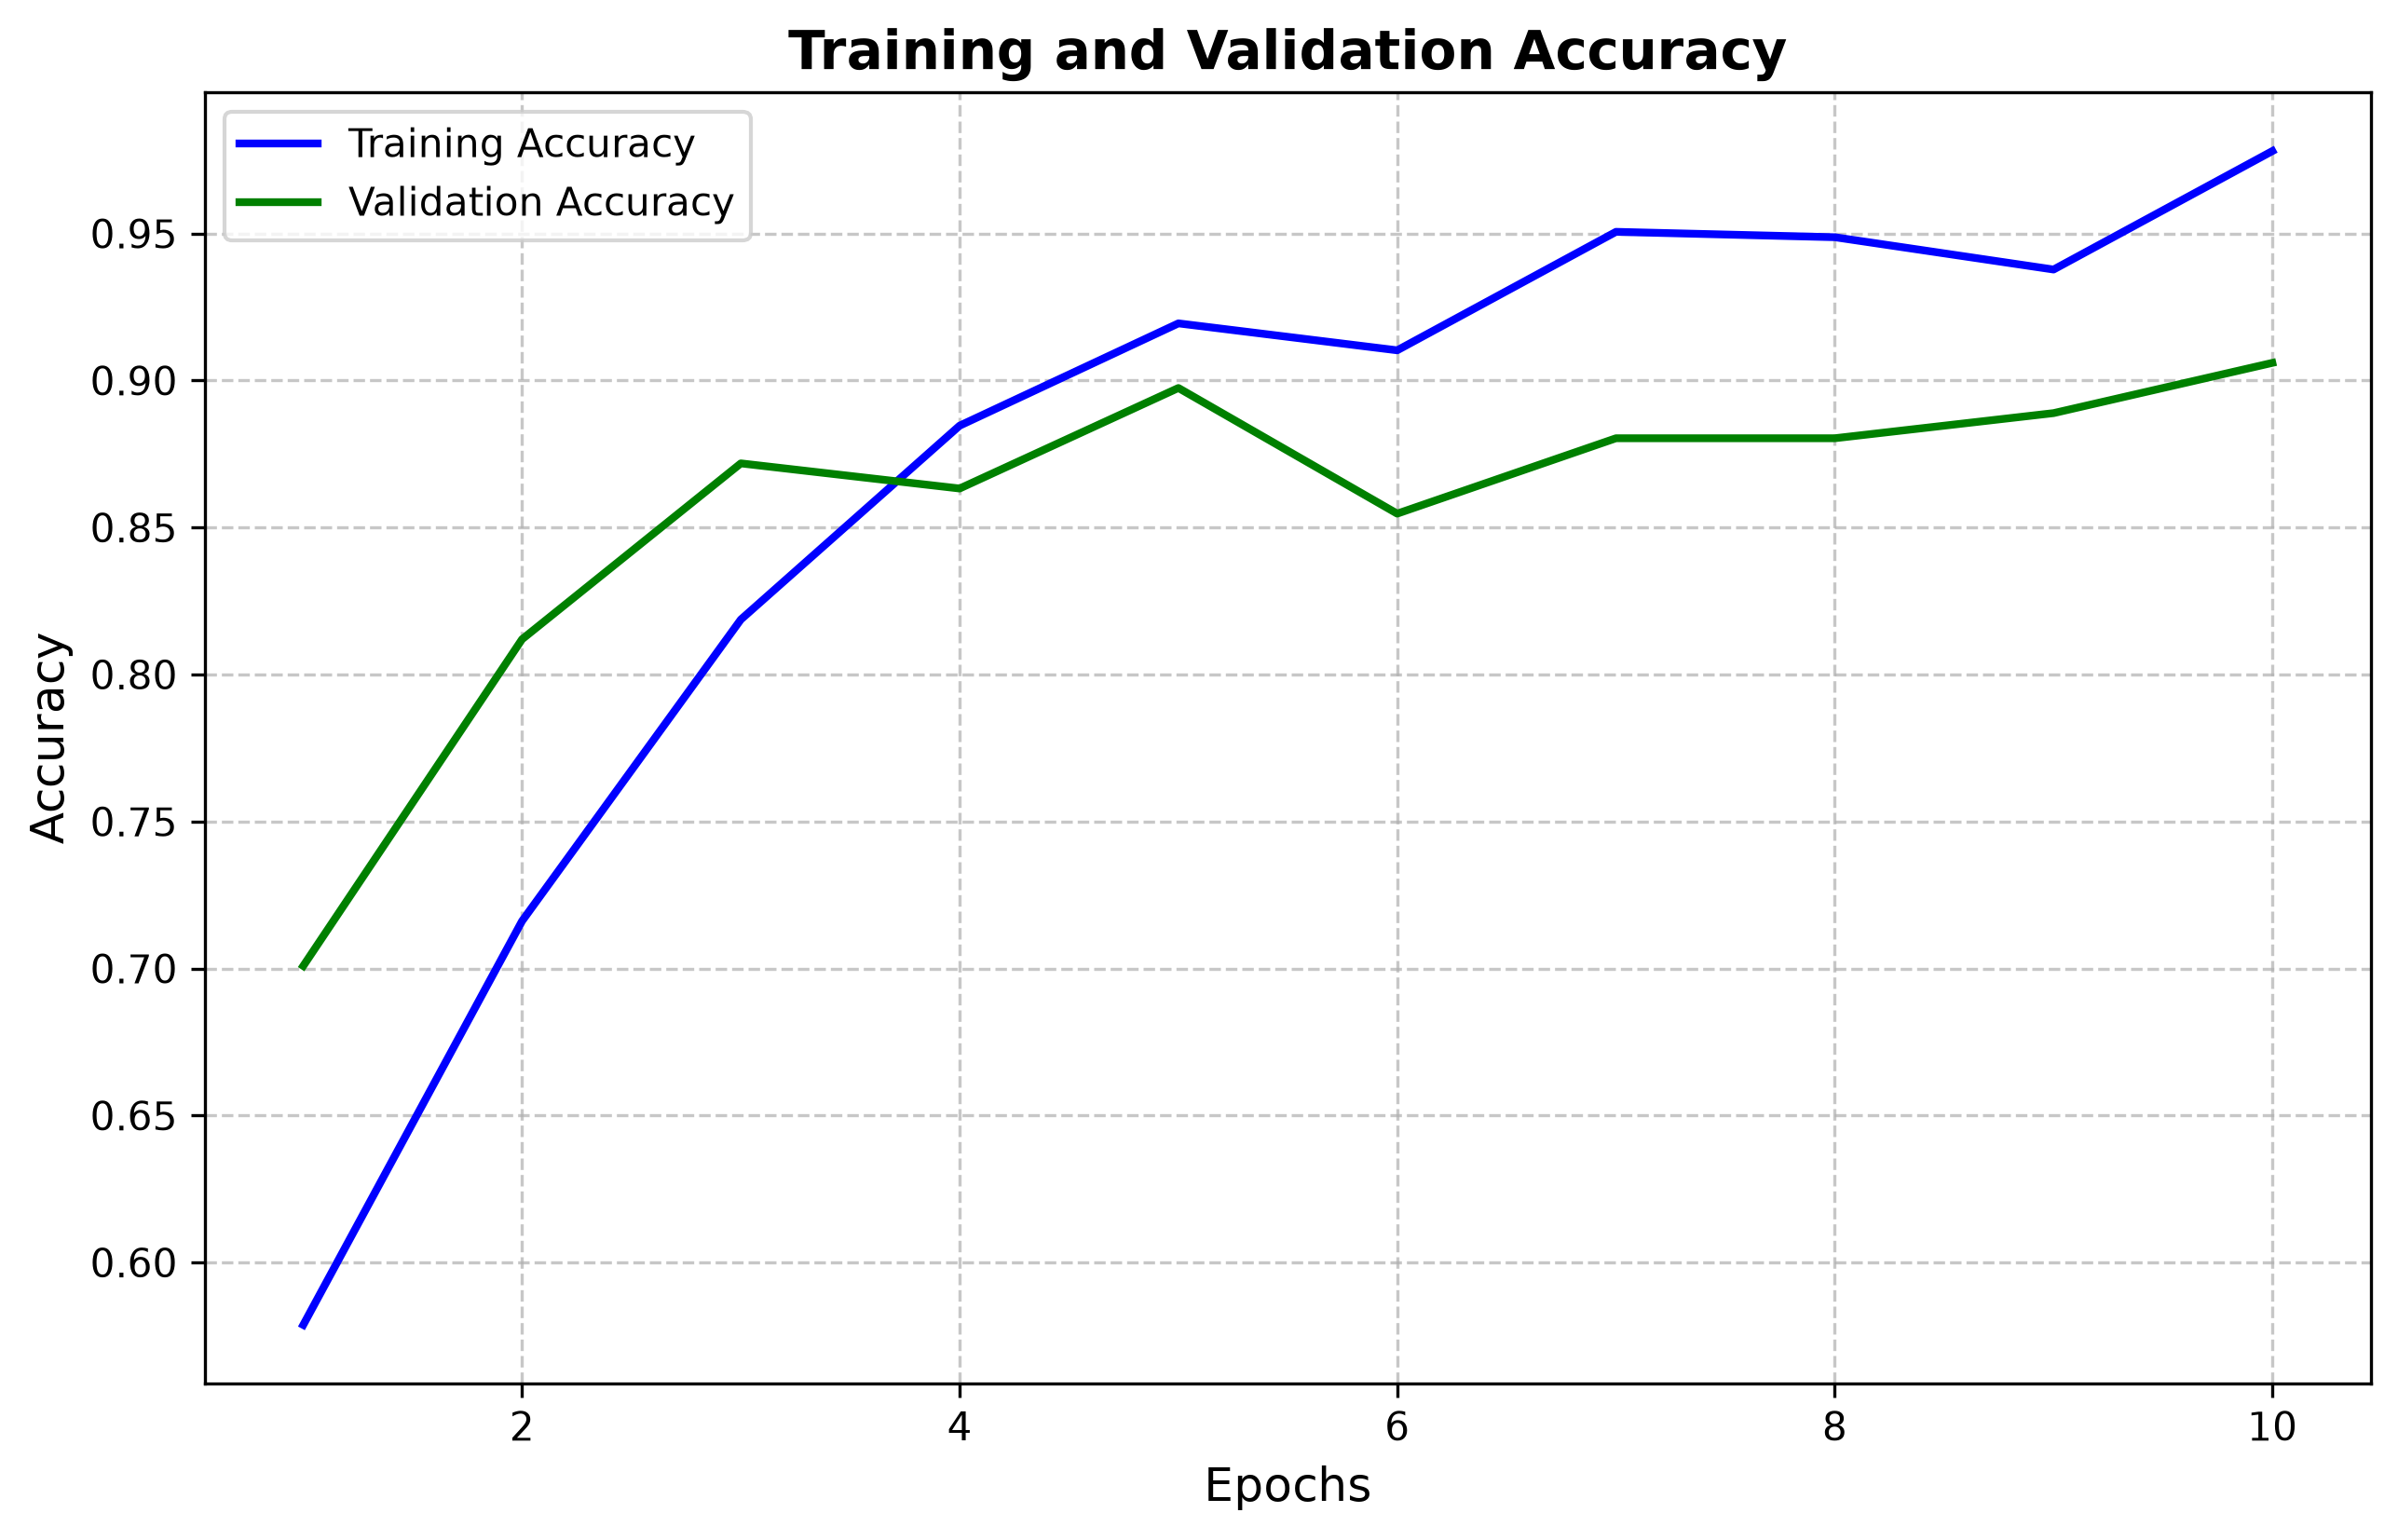 Training and Validation Accuracy
Training Accuracy
Validation Accuracy
0.95
0.90
0.85
0.80
0.75
0.70
0.65
0.60
Accuracy
2 4 6 8 10
Epochs